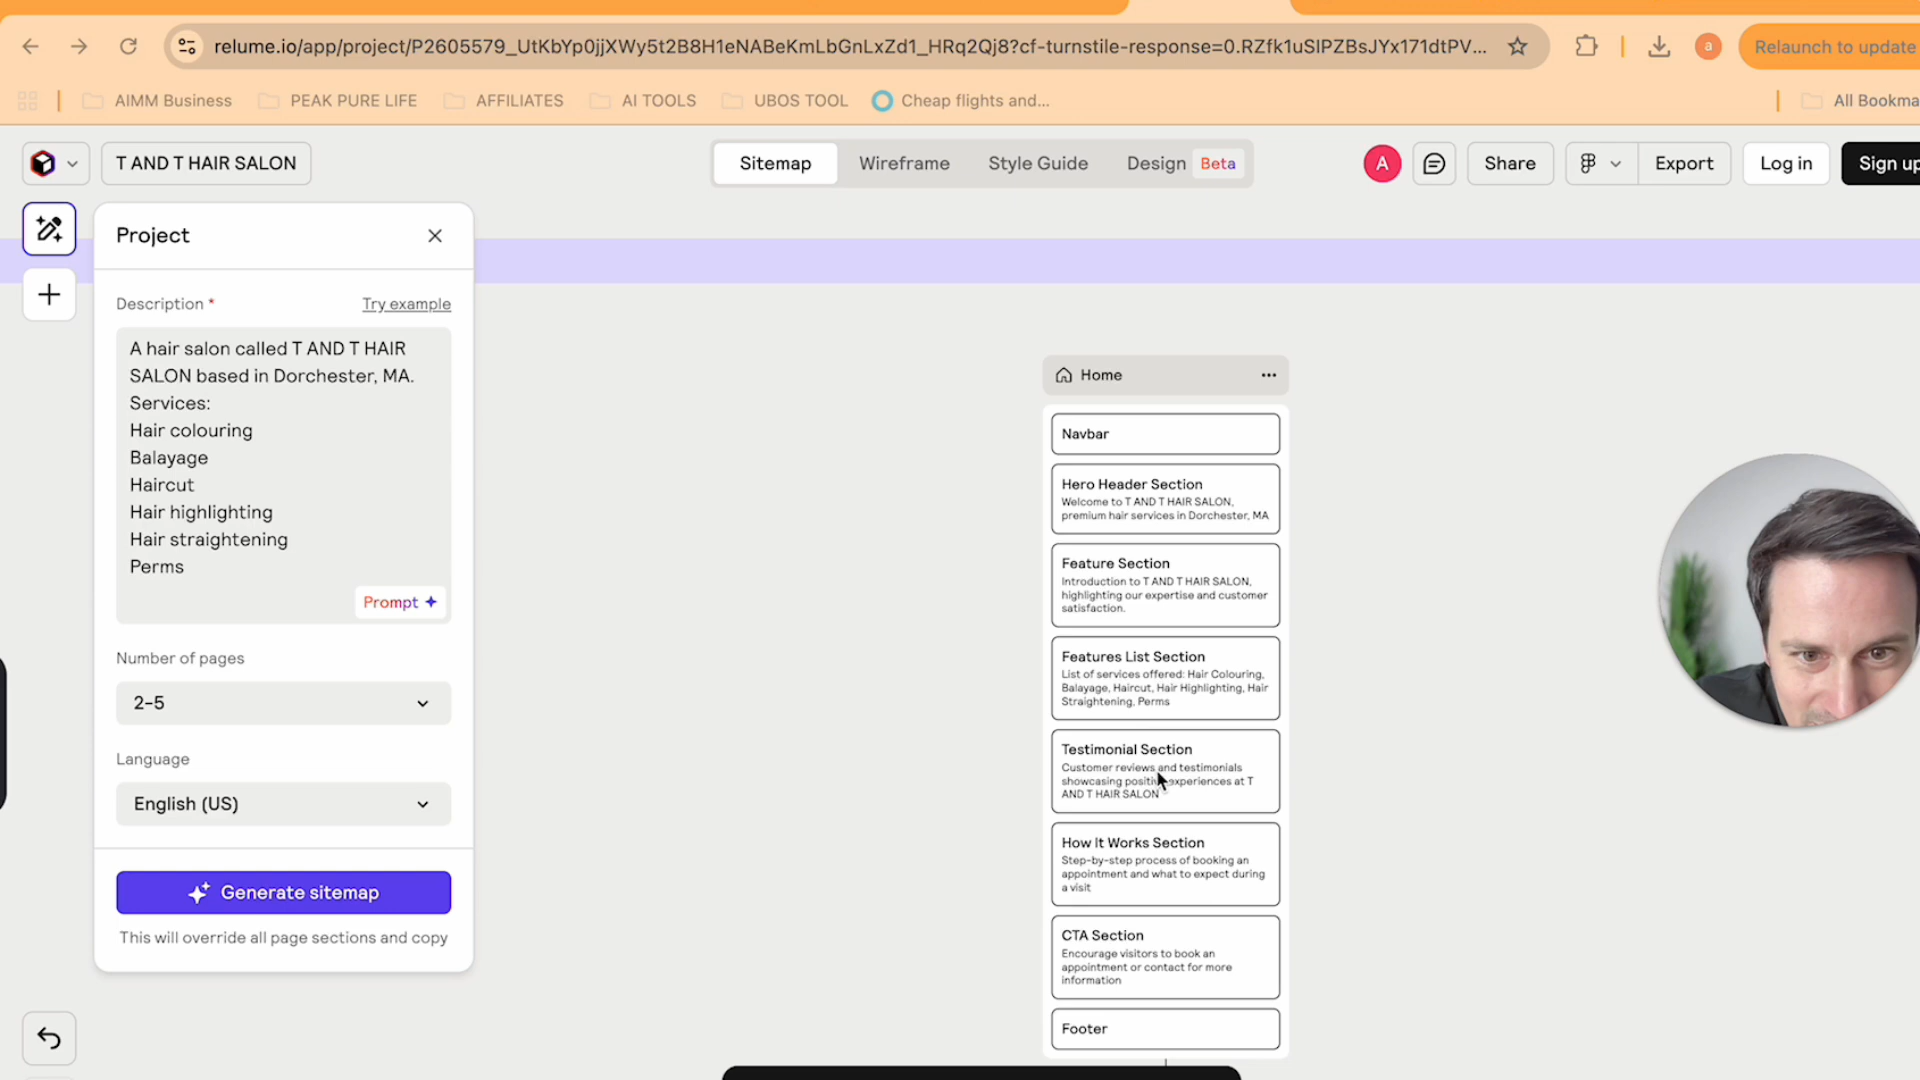 relume.io/app/project/P2605579_UtKbYp0jjXWy5t2B8H1eNABeKmLbGnLxZd1_HRq2Qj8?cf-turnstile-response=0.RZfk1uSlPZBsJYx171dtPV...
a
Relaunch to update
AIMM Business
PEAK PURE LIFE
AFFILIATES
AI TOOLS
UBOS TOOL
Cheap flights and...
All Bookma
T AND T HAIR SALON
Sitemap
Wireframe
Style Guide
Design Beta
A
Share
Export
Log in
Sign up
Project
Description *
Try example
A hair salon called T AND T HAIR
SALON based in Dorchester, MA.
Services:
Hair colouring
Balayage
Haircut
Hair highlighting
Hair straightening
Perms
Prompt
Number of pages
2-5
Language
English (US)
Generate sitemap
This will override all page sections and copy
Home
Navbar
Hero Header Section
Welcome to T AND T HAIR SALON,
premium hair services in Dorchester, MA
Feature Section
Introduction to T AND T HAIR SALON,
highlighting our expertise and customer
satisfaction.
Features List Section
List of services offered: Hair Colouring,
Balayage, Haircut, Hair Highlighting, Hair
Straightening, Perms
Testimonial Section
Customer reviews and testimonials
showcasing positive experiences at T
AND T HAIR SALON
How It Works Section
Step-by-step process of booking an
appointment and what to expect during
a visit
CTA Section
Encourage visitors to book an
appointment or contact for more
information
Footer